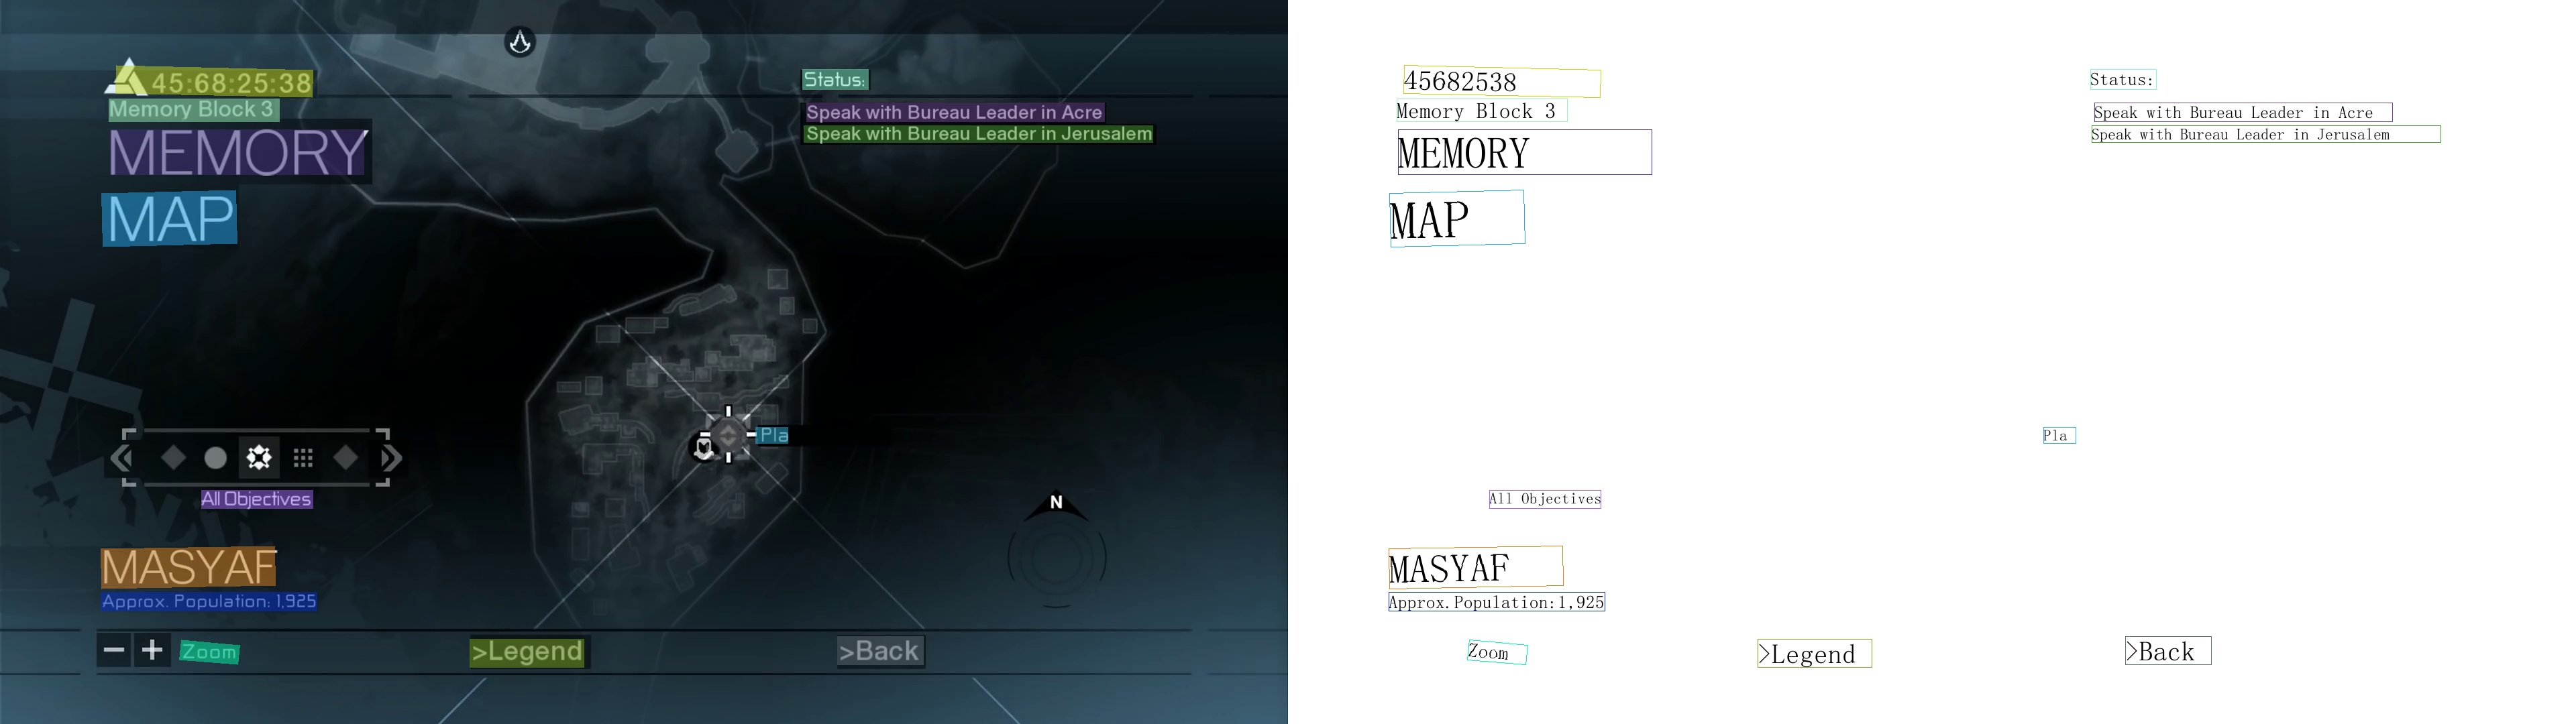 45:68:25:38
Memory Block 3
MEMORY
MAP
Status:
Speak with Bureau Leader in Acre
Speak with Bureau Leader in Jerusalem
Pla
All Objectives
N
MASYAF
Approx. Population: 1,925
Zoom
>Legend
>Back
45682538
Memory Block 3
MEMORY
MAP
Status:
Speak with Bureau Leader in Acre
Speak with Bureau Leader in Jerusalem
Pla
All Objectives
MASYAF
Approx.Population:1,925
Zoom
>Legend
>Back